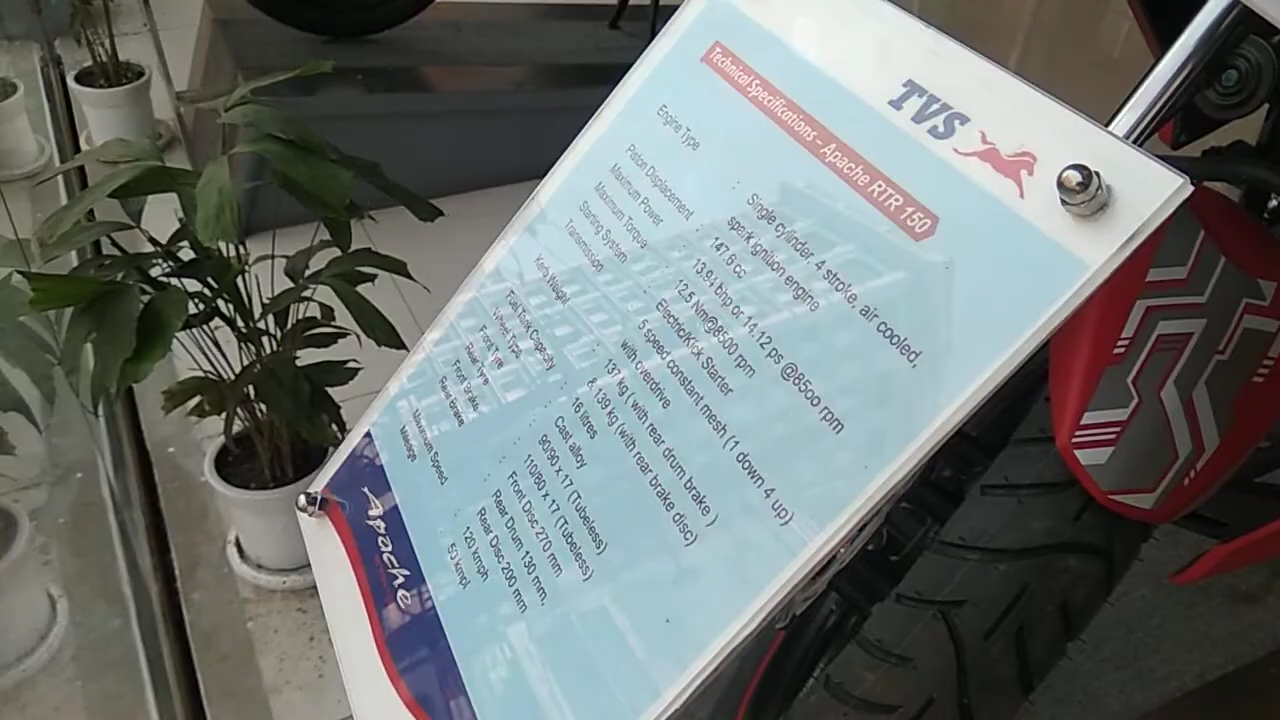 TVS
Technical Specifications – Apache RTR 150
Engine Type : Single cylinder, 4 stroke, air cooled,
spark ignition engine
Piston Displacement : 147.6 cc
Maximum Power : 13.94 bhp or 14.12 ps @85oo rpm
Maximum Torque : 12.5 Nm@8500 rpm
Starting System : Electric/Kick Starter
Transmission : 5 speed constant mesh (1 down 4 up)
with overdrive
Kerb Weight : 137 kg ( with rear drum brake )
& 139 kg (with rear brake disc)
Fuel Tank Capacity : 16 litres
Wheel Type : Cast alloy
Front Tyre : 90/90 x 17 (Tubeless)
Rear Tyre : 110/80 x 17 (Tubeless)
Front Brake : Front Disc 270 mm
Rear Brake : Rear Drum 130 mm,
Rear Disc 200 mm
Maximum Speed : 120 kmph
Mileage : 50 kmpl
Apache